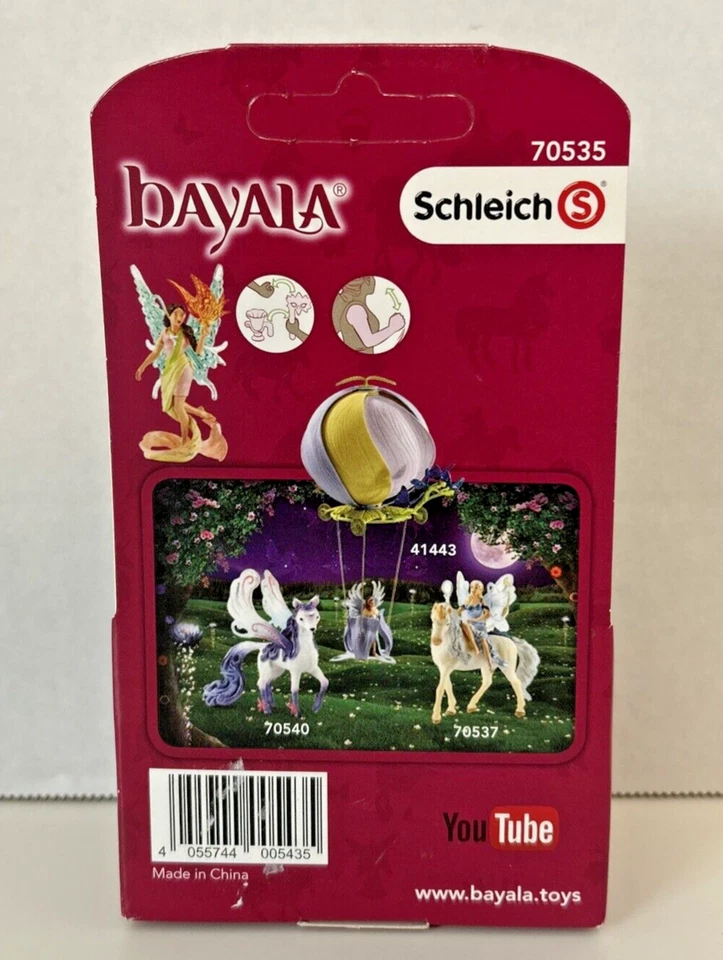 70535
bayala®
Schleich S®
41443
70540
70537
4 055744 005435
Made in China
YouTube
www.bayala.toys